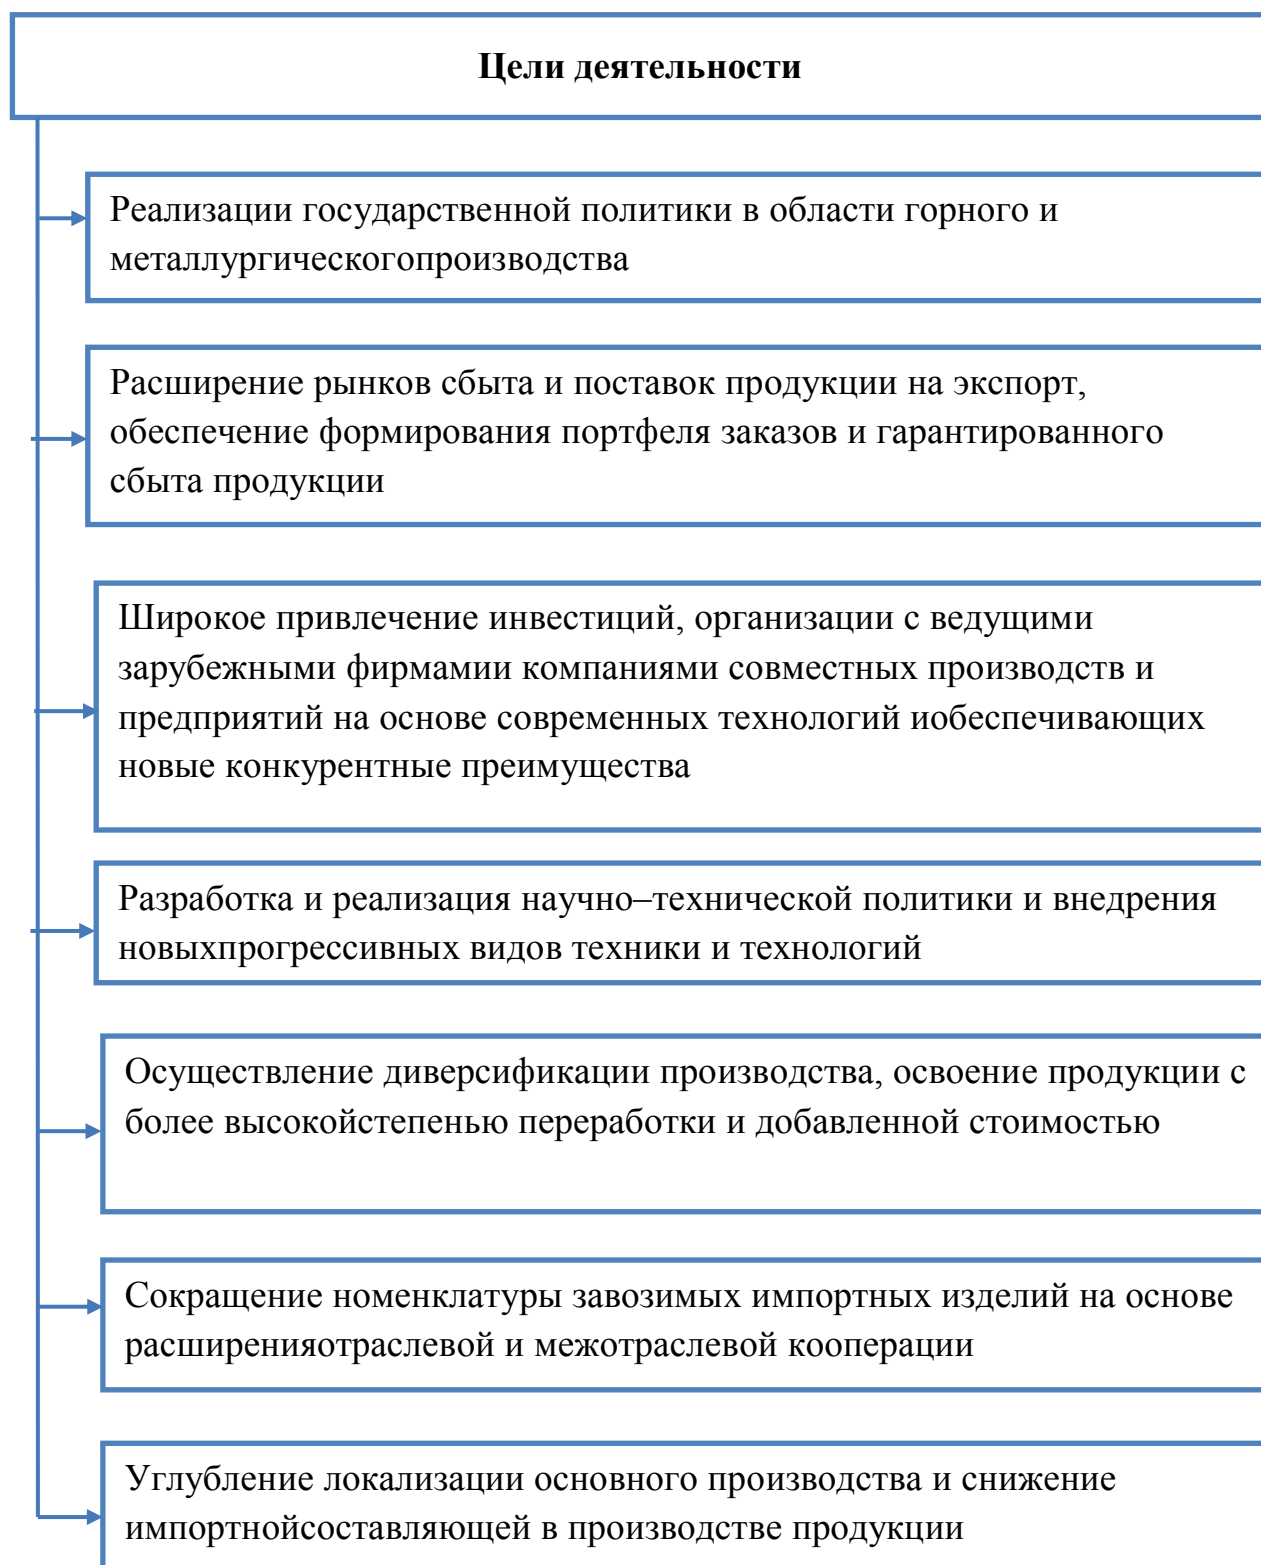 Цели деятельности
Реализации государственной политики в области горного и
металлургическогопроизводства
Расширение рынков сбыта и поставок продукции на экспорт,
обеспечение формирования портфеля заказов и гарантированного
сбыта продукции
Широкое привлечение инвестиций, организации с ведущими
зарубежными фирмамии компаниями совместных производств и
предприятий на основе современных технологий иобеспечивающих
новые конкурентные преимущества
Разработка и реализация научно–технической политики и внедрения
новыхпрогрессивных видов техники и технологий
Осуществление диверсификации производства, освоение продукции с
более высокойстепенью переработки и добавленной стоимостью
Сокращение номенклатуры завозимых импортных изделий на основе
расширенияотраслевой и межотраслевой кооперации
Углубление локализации основного производства и снижение
импортнойсоставляющей в производстве продукции